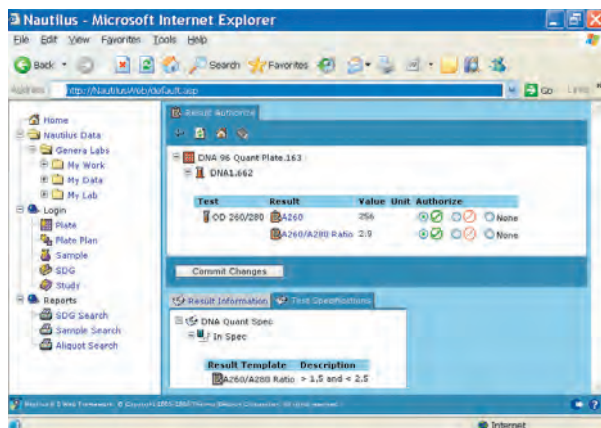 Nautilus - Microsoft Internet Explorer
File Edit View Favorites Tools Help
Back Search Favorites
Address http://NautilusWeb/default.asp Go Links
Home
Nautilus Data
Genera Labs
My Work
My Data
My Lab
Login
Plate
Plate Plan
Sample
SDG
Study
Reports
SDG Search
Sample Search
Aliquot Search
Result Authorize
DNA 96 Quant Plate.163
DNA1.662
Test Result Value Unit Authorize
OD 260/280 A260 256 None
A260/A280 Ratio 2.9 None
Commit Changes
Result Information Test Specifications
DNA Quant Spec
In Spec
Result Template Description
A260/A280 Ratio > 1.5 and < 2.5
Internet